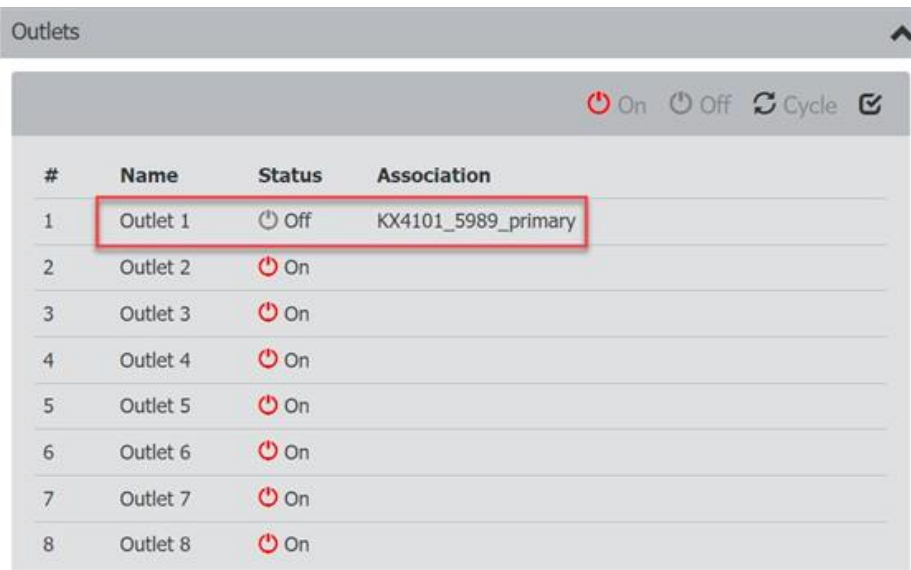 Outlets
On Off Cycle
# Name Status Association
1 Outlet 1 Off KX4101_5989_primary
2 Outlet 2 On
3 Outlet 3 On
4 Outlet 4 On
5 Outlet 5 On
6 Outlet 6 On
7 Outlet 7 On
8 Outlet 8 On